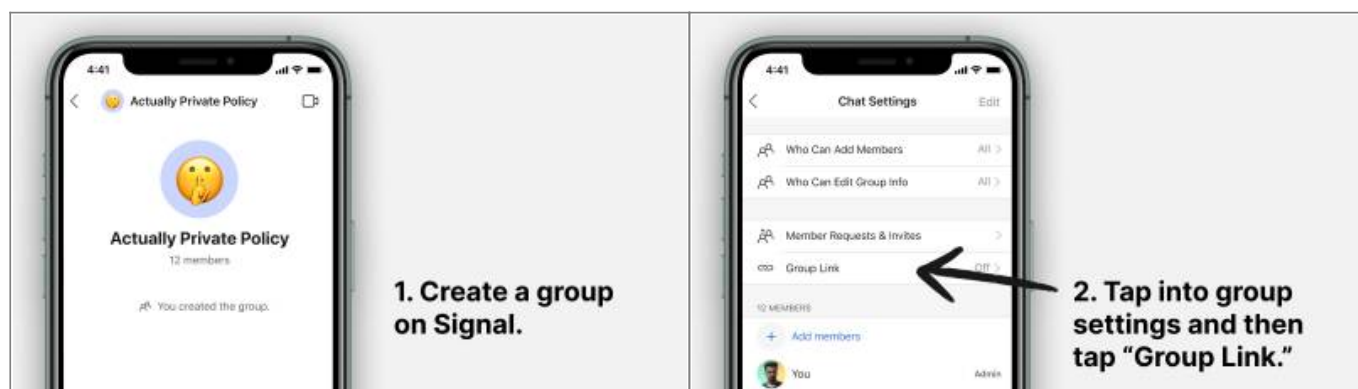 4:41
Actually Private Policy
Actually Private Policy
12 members
You created the group.
1. Create a group
on Signal.
4:41
Chat Settings
Edit
Who Can Add Members
All
Who Can Edit Group Info
All
Member Requests & Invites
Group Link
Off
12 MEMBERS
Add members
You
Admin
2. Tap into group
settings and then
tap “Group Link.”